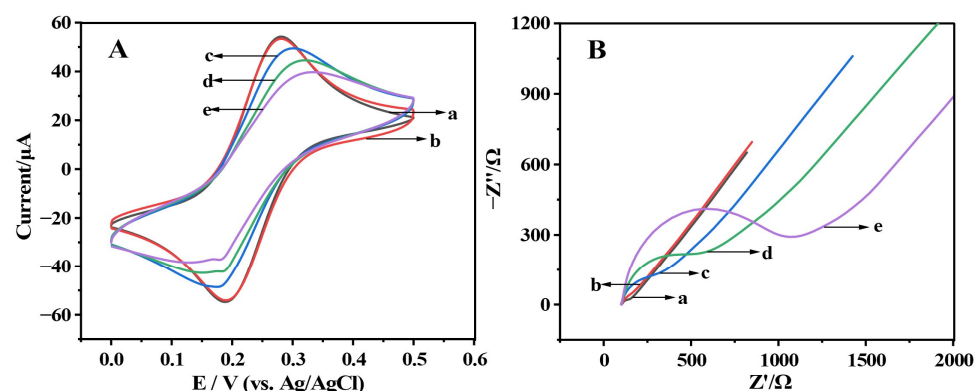 A
Current/μA
60
40
20
0
−20
−40
−60
c
d
e
a
b
0.0
0.1
0.2
0.3
0.4
0.5
0.6
E / V (vs. Ag/AgCl)
B
−Z''/Ω
-1200
-900
-600
-300
0
b
a
c
d
e
0
500
1000
1500
2000
Z'/Ω